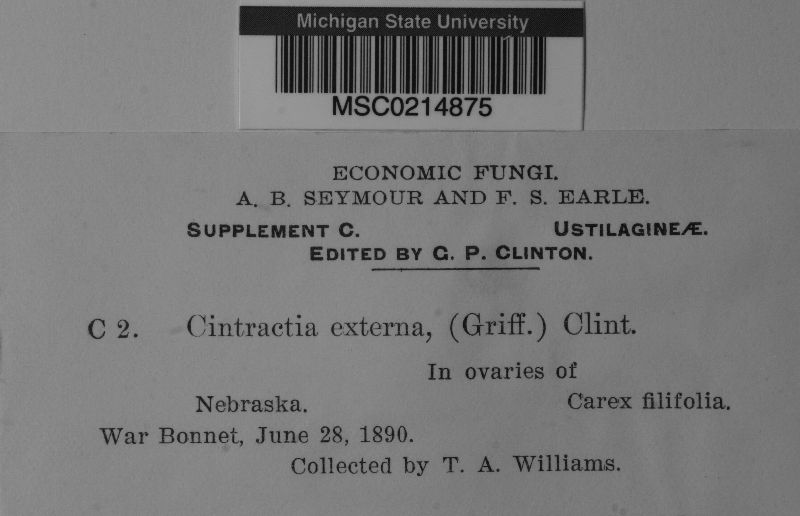 Michigan State University
MSC0214875
ECONOMIC FUNGI.
A. B. SEYMOUR AND F. S. EARLE.
SUPPLEMENT C. USTILAGINEÆ.
EDITED BY G. P. CLINTON.
C 2. Cintractia externa, (Griff.) Clint.
In ovaries of
Nebraska. Carex filifolia.
War Bonnet, June 28, 1890.
Collected by T. A. Williams.